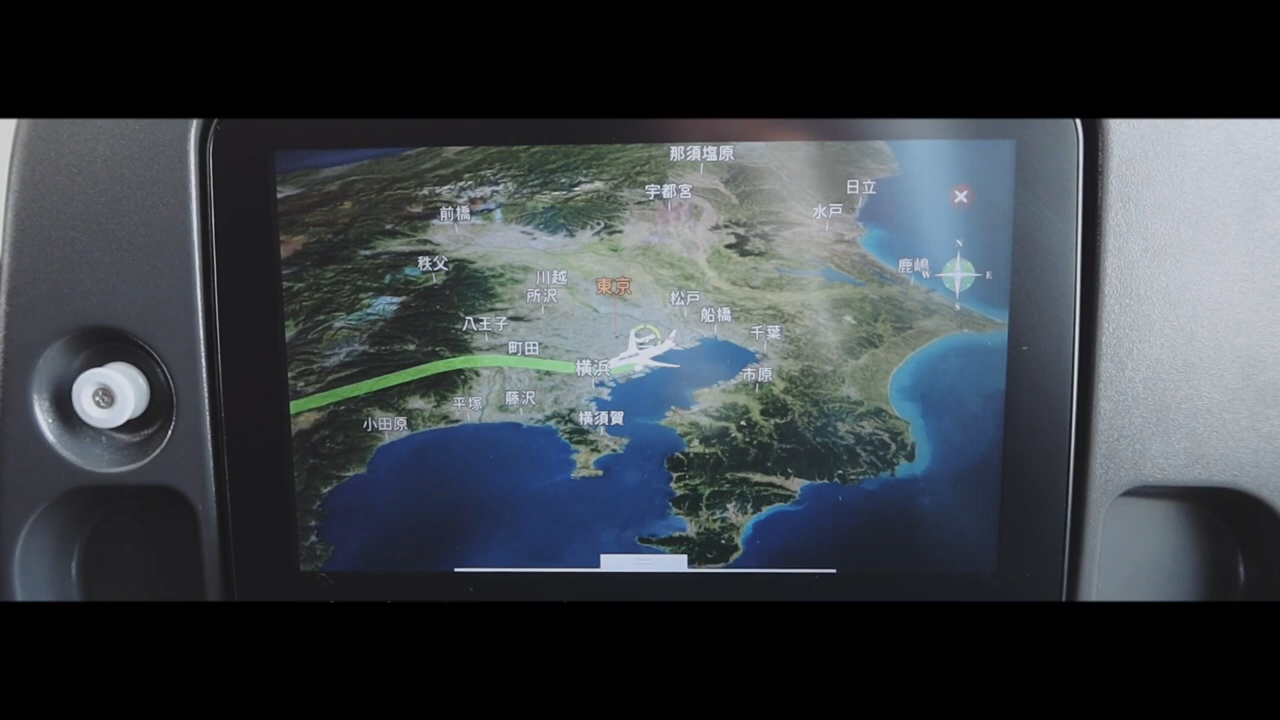 那須塩原
宇都宮
日立
前橋
水戸
秩父
鹿嶋
川越
東京
所沢
松戸
船橋
八王子
千葉
町田
横浜
市原
平塚
藤沢
小田原
横須賀
N
W
E
S